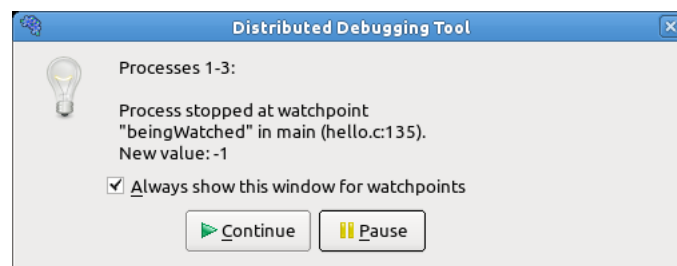 Distributed Debugging Tool
Processes 1-3:
Process stopped at watchpoint
"beingWatched" in main (hello.c:135).
New value: -1
Always show this window for watchpoints
Continue
Pause